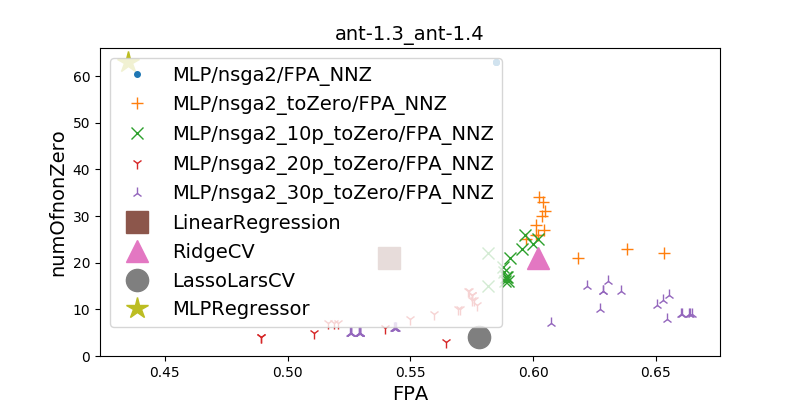 ant-1.3_ant-1.4
numOfnonZero
60
50
40
30
20
10
0
MLP/nsga2/FPA_NNZ
MLP/nsga2_toZero/FPA_NNZ
MLP/nsga2_10p_toZero/FPA_NNZ
MLP/nsga2_20p_toZero/FPA_NNZ
MLP/nsga2_30p_toZero/FPA_NNZ
LinearRegression
RidgeCV
LassoLarsCV
MLPRegressor
0.45 0.50 0.55 0.60 0.65
FPA